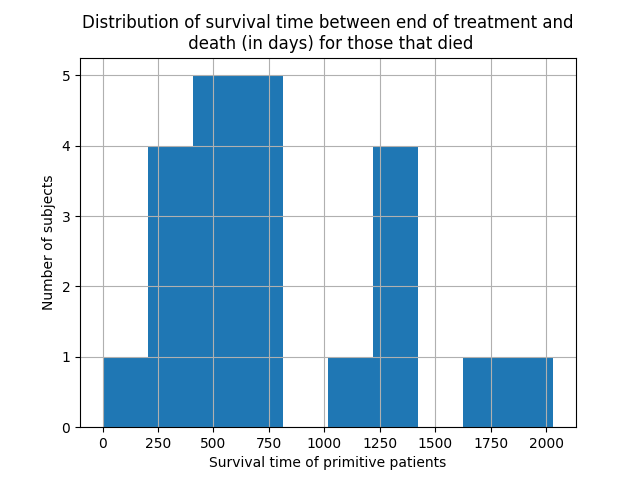 Distribution of survival time between end of treatment and
death (in days) for those that died
5
4
3
2
1
0
Number of subjects
0 250 500 750 1000 1250 1500 1750 2000
Survival time of primitive patients